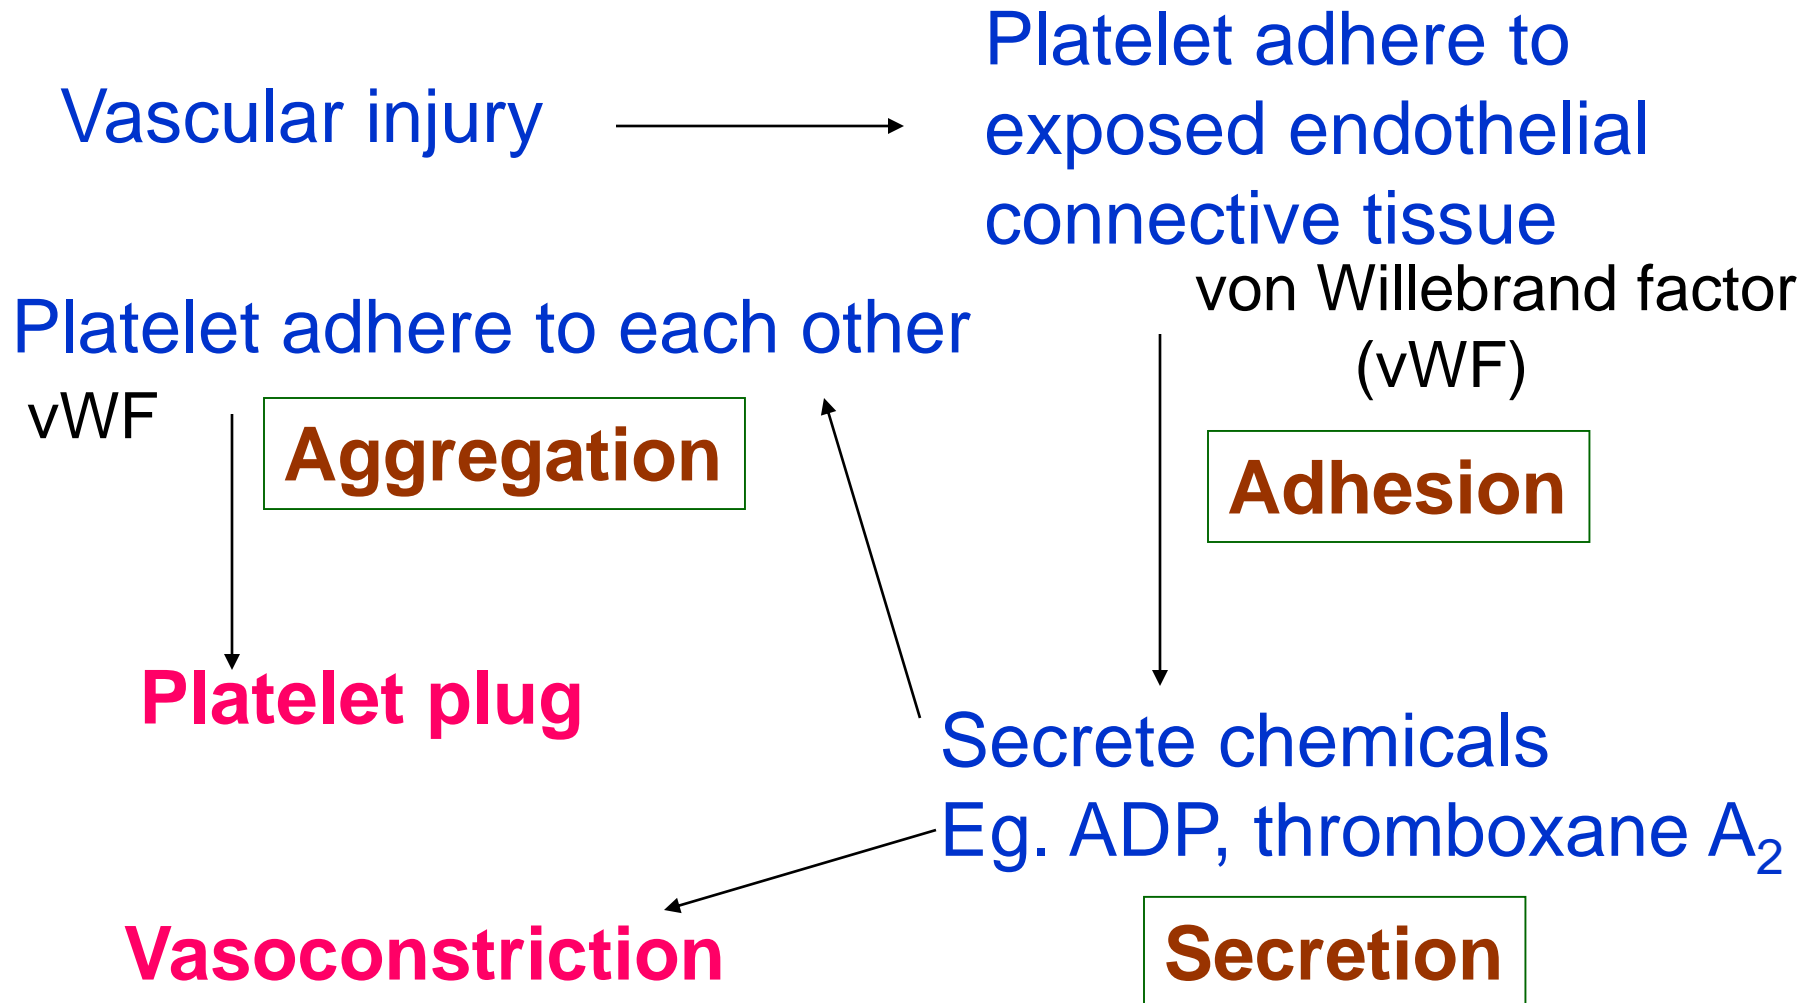 Vascular injury
Platelet adhere to
exposed endothelial
connective tissue
von Willebrand factor
(vWF)
Adhesion
Platelet adhere to each other
vWF
Aggregation
Platelet plug
Secrete chemicals
Eg. ADP, thromboxane A₂
Secretion
Vasoconstriction